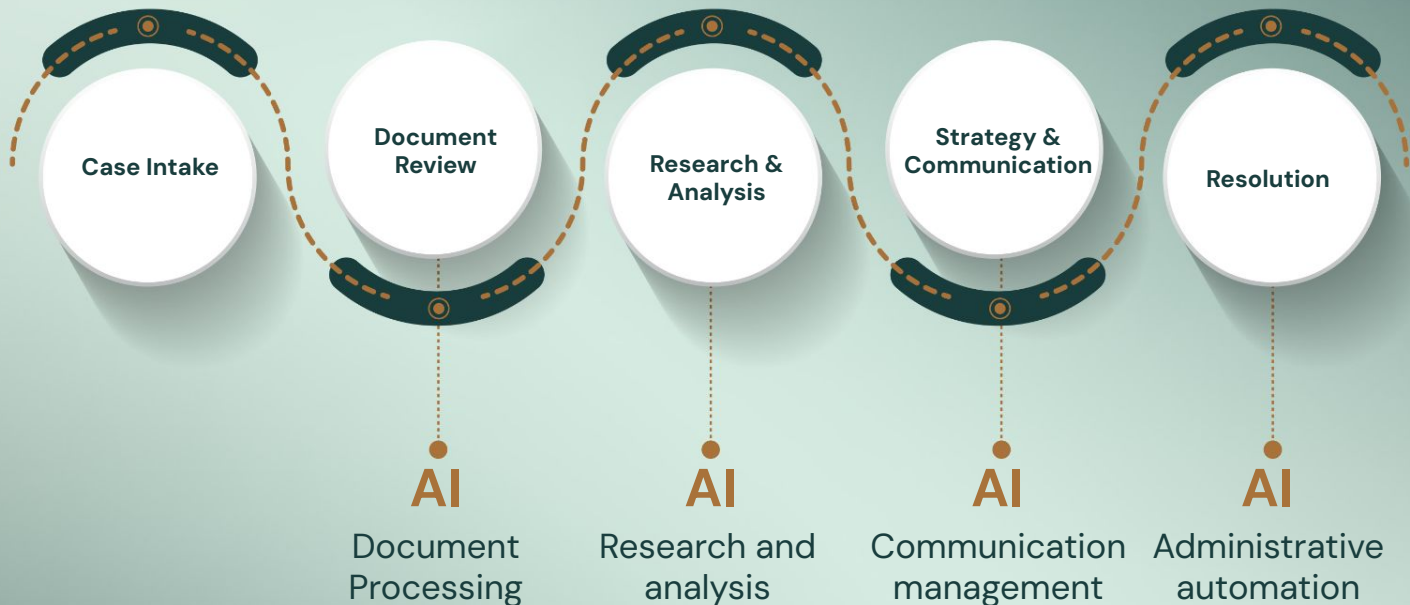 Case Intake
Document
Review
Research &
Analysis
Strategy &
Communication
Resolution
AI
Document
Processing
AI
Research and
analysis
AI
Communication
management
AI
Administrative
automation